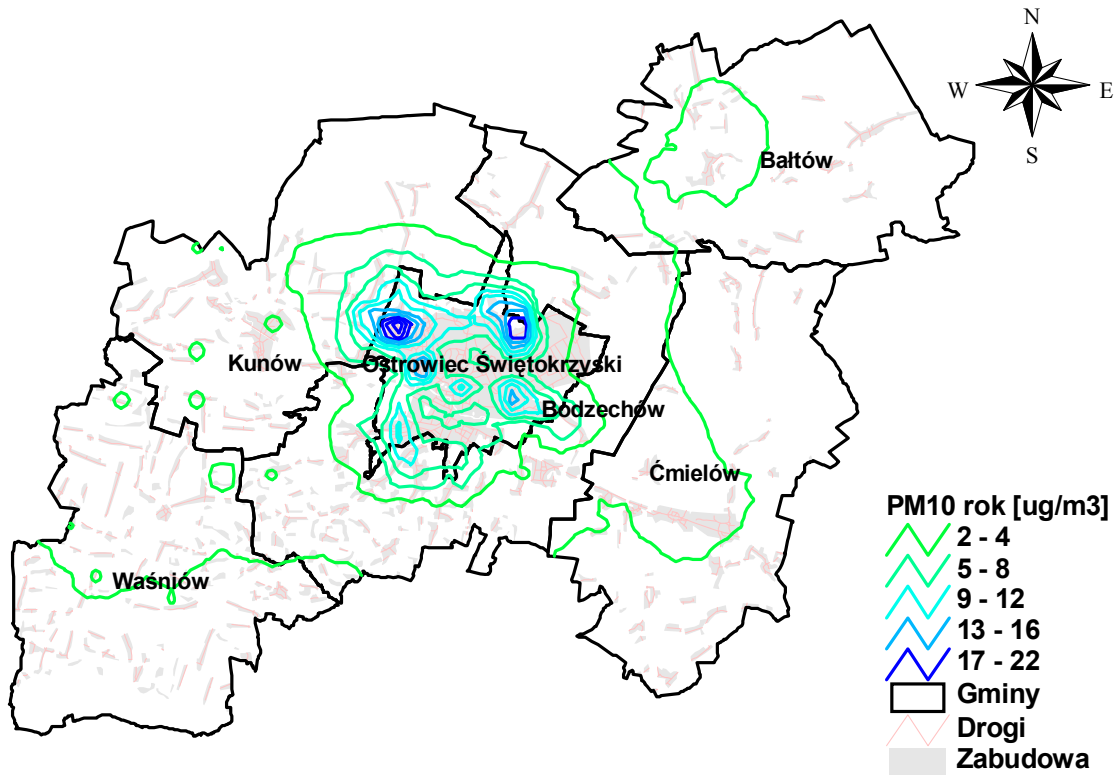 N
W E
S
Bałtów
Kunów
Ostrowiec Świętokrzyski
Bodzechów
Ćmielów
Waśniów
PM10 rok [ug/m3]
2 - 4
5 - 8
9 - 12
13 - 16
17 - 22
Gminy
Drogi
Zabudowa